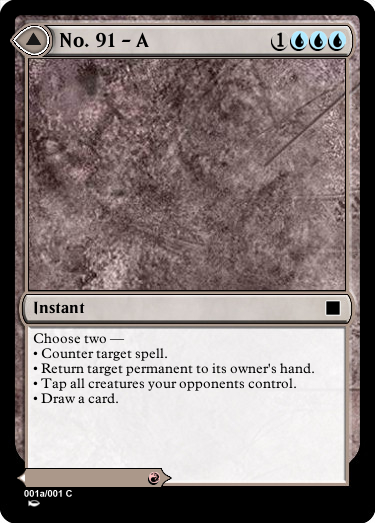 No. 91 – A
1
Instant
Choose two —
• Counter target spell.
• Return target permanent to its owner's hand.
• Tap all creatures your opponents control.
• Draw a card.
001a/001 C